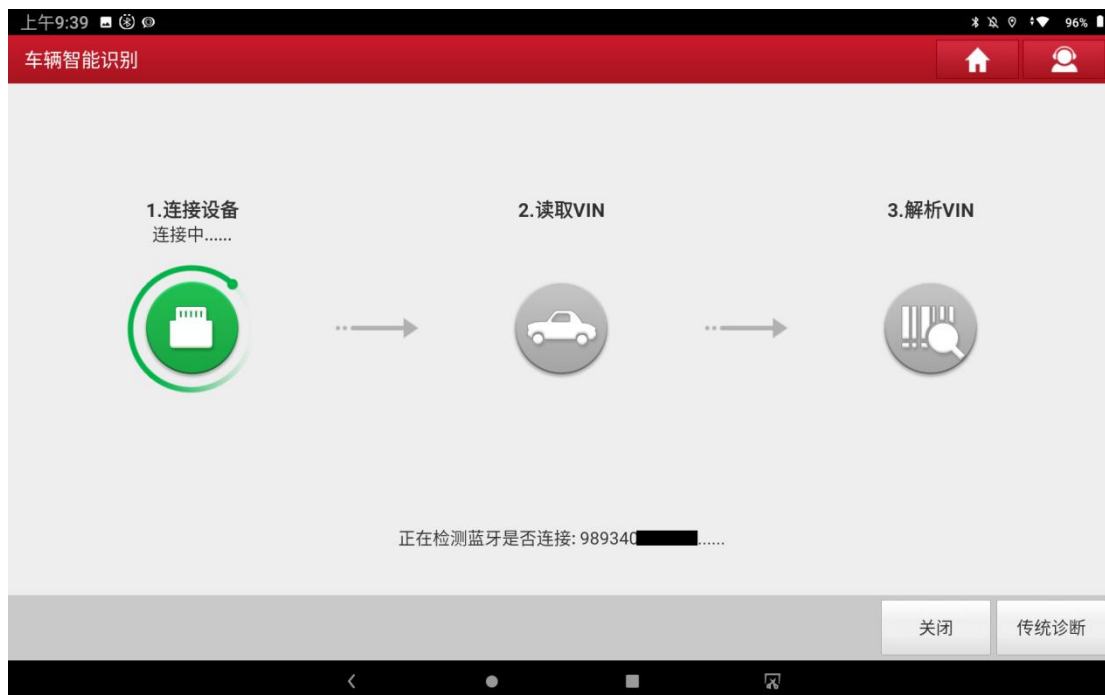 上午9:39
96%
车辆智能识别
1.连接设备
连接中......
2.读取VIN
3.解析VIN
正在检测蓝牙是否连接: 989340......
关闭
传统诊断